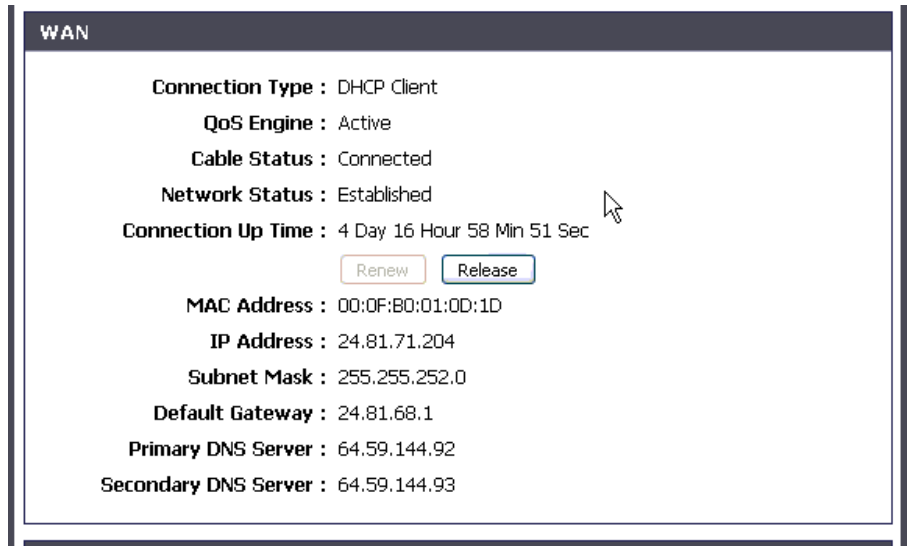 WAN
Connection Type : DHCP Client
QoS Engine : Active
Cable Status : Connected
Network Status : Established
Connection Up Time : 4 Day 16 Hour 58 Min 51 Sec
Renew Release
MAC Address : 00:0F:B0:01:0D:1D
IP Address : 24.81.71.204
Subnet Mask : 255.255.252.0
Default Gateway : 24.81.68.1
Primary DNS Server : 64.59.144.92
Secondary DNS Server : 64.59.144.93